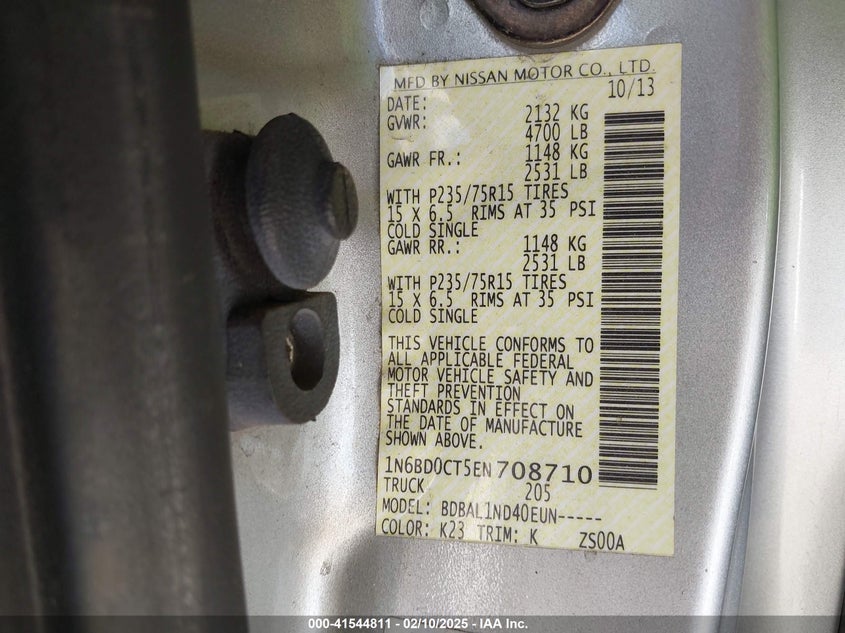 MFD BY NISSAN MOTOR CO., LTD.
DATE: 10/13
GVWR: 2132 KG
4700 LB
GAWR FR.: 1148 KG
2531 LB
WITH P235/75R15 TIRES
15 X 6.5 RIMS AT 35 PSI
COLD SINGLE
GAWR RR.: 1148 KG
2531 LB
WITH P235/75R15 TIRES
15 X 6.5 RIMS AT 35 PSI
COLD SINGLE
THIS VEHICLE CONFORMS TO
ALL APPLICABLE FEDERAL
MOTOR VEHICLE SAFETY AND
THEFT PREVENTION
STANDARDS IN EFFECT ON
THE DATE OF MANUFACTURE
SHOWN ABOVE.
1N6BD0CT5EN708710
TRUCK 205
MODEL: BDBAL1ND40EUN-----
COLOR: K23 TRIM: K ZS00A
000-41544811 - 02/10/2025 - IAA Inc.